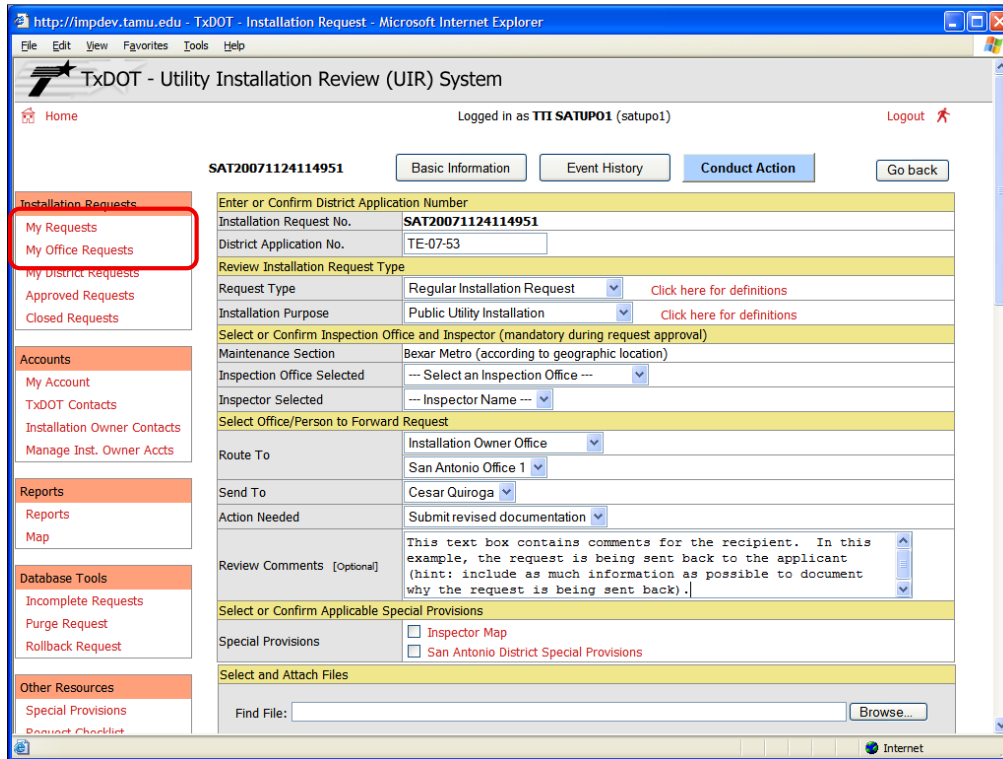 http://impdev.tamu.edu - TxDOT - Installation Request - Microsoft Internet Explorer
File Edit View Favorites Tools Help
TxDOT - Utility Installation Review (UIR) System
Home Logged in as TTI SATUPO1 (satupo1) Logout
SAT20071124114951 Basic Information Event History Conduct Action Go back
Installation Requests
My Requests
My Office Requests
My District Requests
Approved Requests
Closed Requests
Accounts
My Account
TxDOT Contacts
Installation Owner Contacts
Manage Inst. Owner Accts
Reports
Reports
Map
Database Tools
Incomplete Requests
Purge Request
Rollback Request
Other Resources
Special Provisions
Request Checklist
Enter or Confirm District Application Number
Installation Request No. SAT20071124114951
District Application No. TE-07-53
Review Installation Request Type
Request Type Regular Installation Request Click here for definitions
Installation Purpose Public Utility Installation Click here for definitions
Select or Confirm Inspection Office and Inspector (mandatory during request approval)
Maintenance Section Bexar Metro (according to geographic location)
Inspection Office Selected --- Select an Inspection Office ---
Inspector Selected --- Inspector Name ---
Select Office/Person to Forward Request
Route To Installation Owner Office
San Antonio Office 1
Send To Cesar Quiroga
Action Needed Submit revised documentation
Review Comments [Optional]
This text box contains comments for the recipient. In this
example, the request is being sent back to the applicant
(hint: include as much information as possible to document
why the request is being sent back).
Select or Confirm Applicable Special Provisions
Special Provisions Inspector Map
San Antonio District Special Provisions
Select and Attach Files
Find File: Browse...
Internet